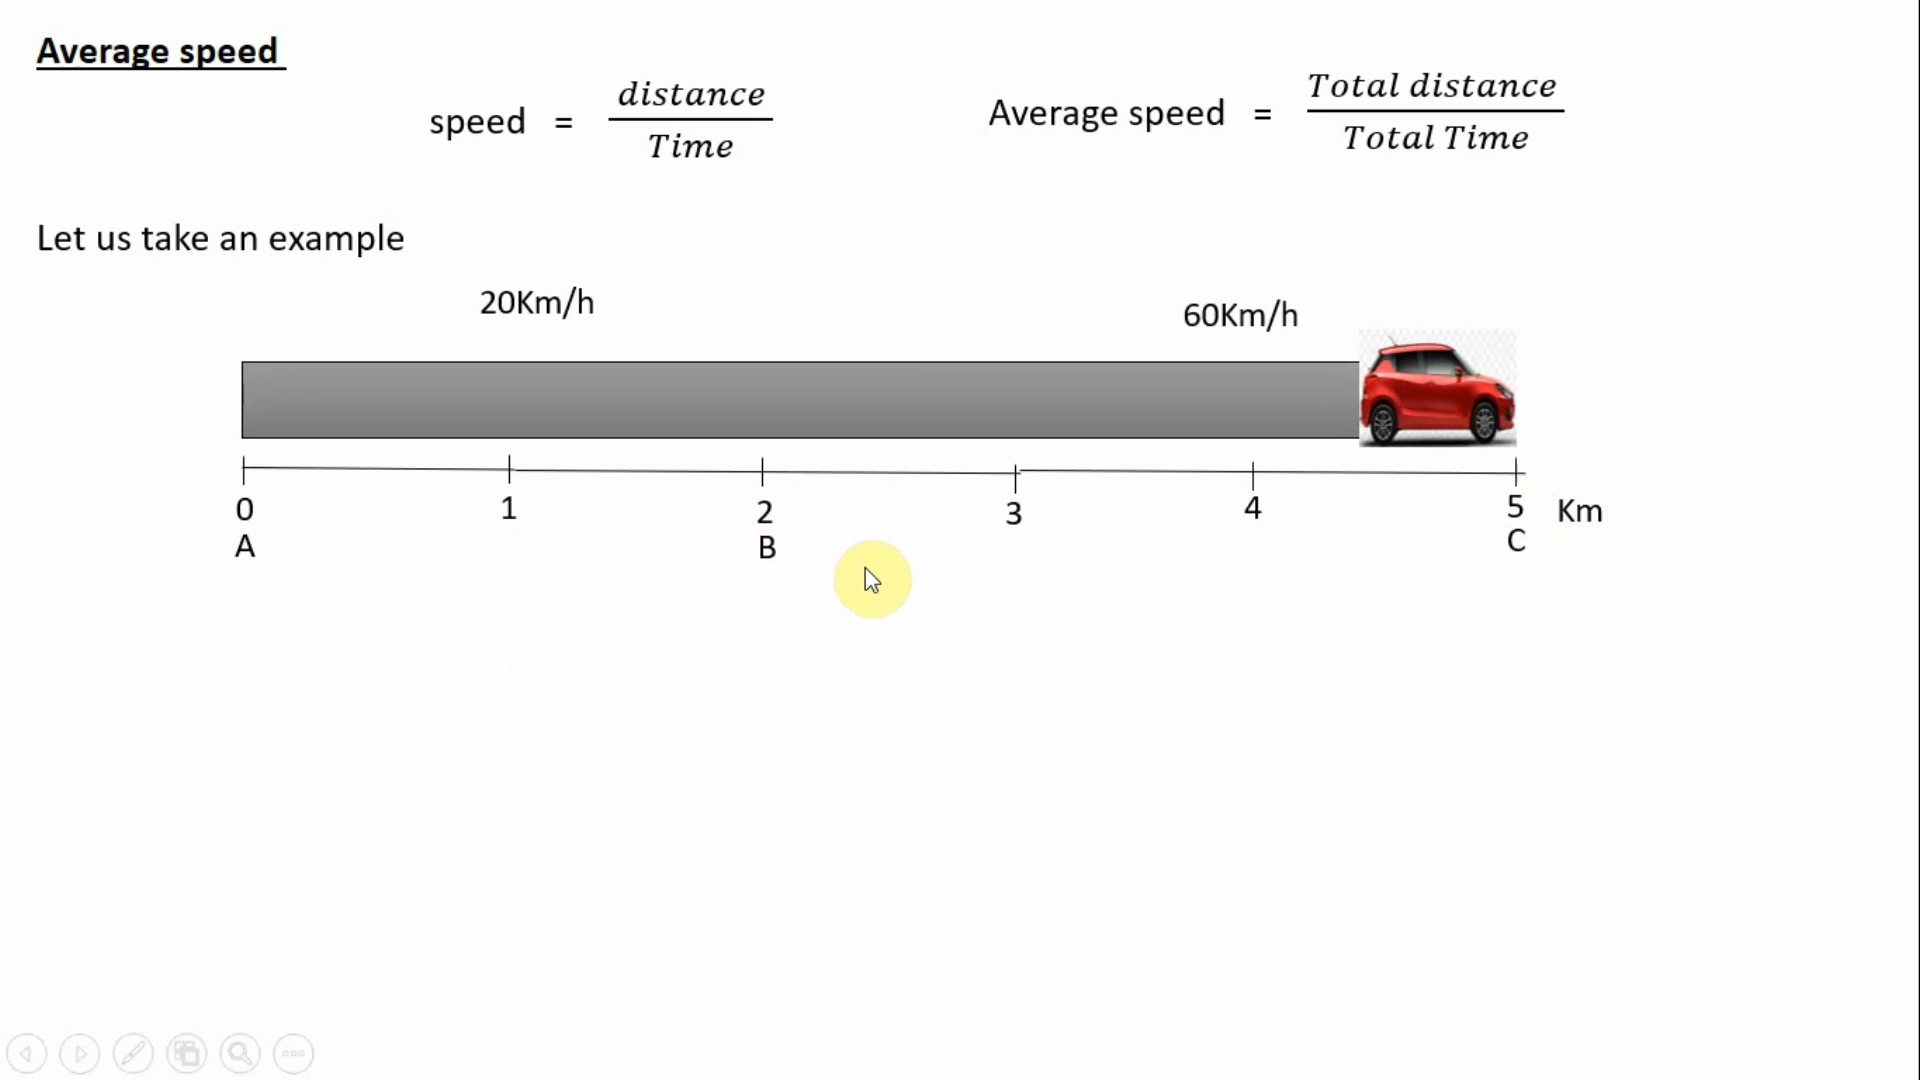 Average speed
speed = distance / Time
Average speed = Total distance / Total Time
Let us take an example
20Km/h
60Km/h
0 1 2 3 4 5 Km
A B C